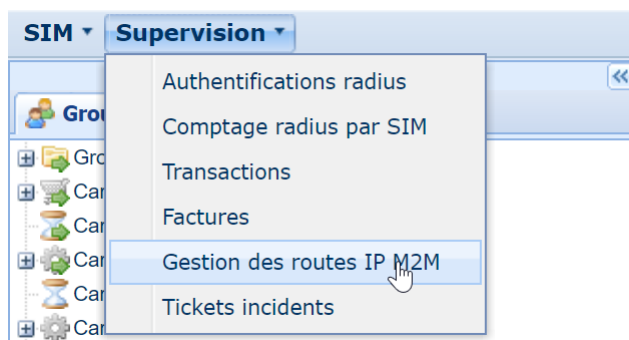 SIM Supervision
Authentifications radius
Grou
Comptage radius par SIM
Gro
Transactions
Car
Factures
Car
Gestion des routes IP M2M
Car
Tickets incidents
Car
Car